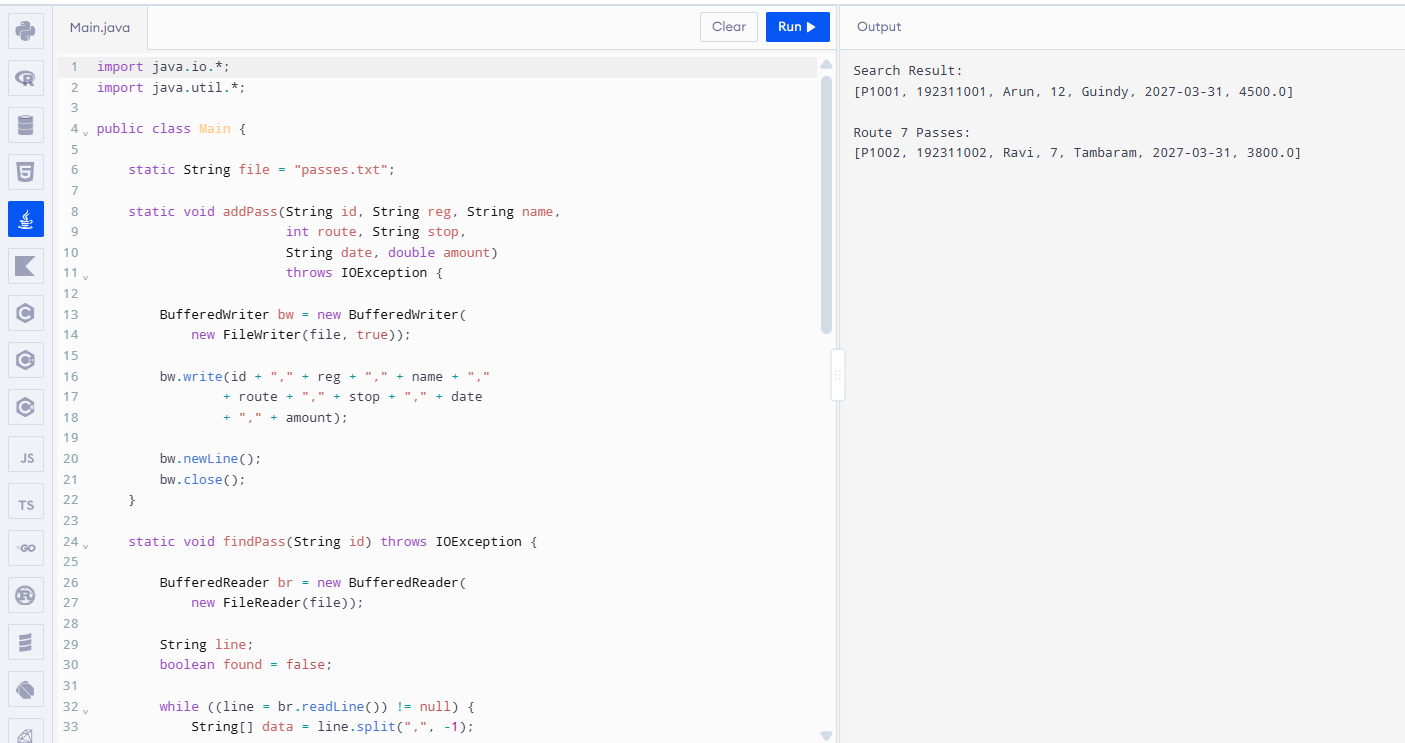 Main.java
Clear
Run
Output
1 import java.io.*;
2 import java.util.*;
3
4 public class Main {
5
6 static String file = "passes.txt";
7
8 static void addPass(String id, String reg, String name,
9 int route, String stop,
10 String date, double amount)
11 throws IOException {
12
13 BufferedWriter bw = new BufferedWriter(
14 new FileWriter(file, true));
15
16 bw.write(id + "," + reg + "," + name + ","
17 + route + "," + stop + "," + date
18 + "," + amount);
19
20 bw.newLine();
21 bw.close();
22 }
23
24 static void findPass(String id) throws IOException {
25
26 BufferedReader br = new BufferedReader(
27 new FileReader(file));
28
29 String line;
30 boolean found = false;
31
32 while ((line = br.readLine()) != null) {
33 String[] data = line.split(",", -1);
Search Result:
[P1001, 192311001, Arun, 12, Guindy, 2027-03-31, 4500.0]
Route 7 Passes:
[P1002, 192311002, Ravi, 7, Tambaram, 2027-03-31, 3800.0]
R
5
C
C
C
JS
TS
GO
R